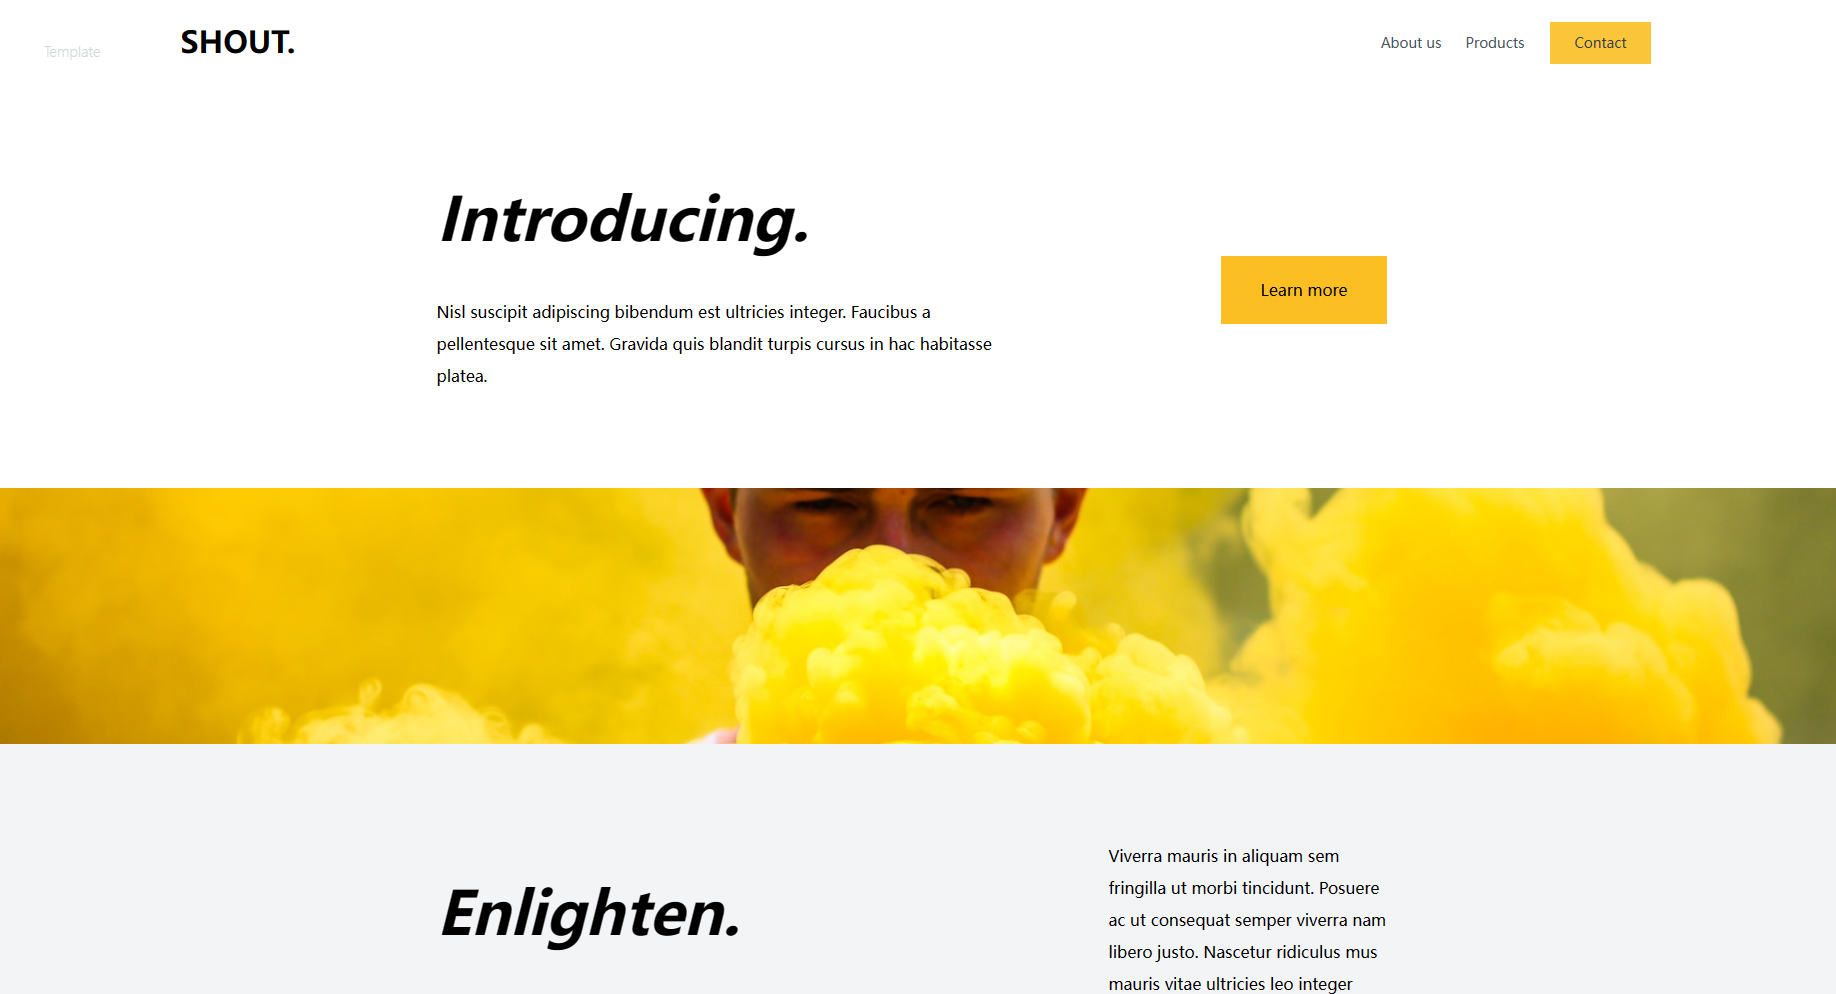 Template
SHOUT.
About us
Products
Contact
Introducing.
Nisl suscipit adipiscing bibendum est ultricies integer. Faucibus a
pellentesque sit amet. Gravida quis blandit turpis cursus in hac habitasse
platea.
Learn more
Enlighten.
Viverra mauris in aliquam sem
fringilla ut morbi tincidunt. Posuere
ac ut consequat semper viverra nam
libero justo. Nascetur ridiculus mus
mauris vitae ultricies leo integer